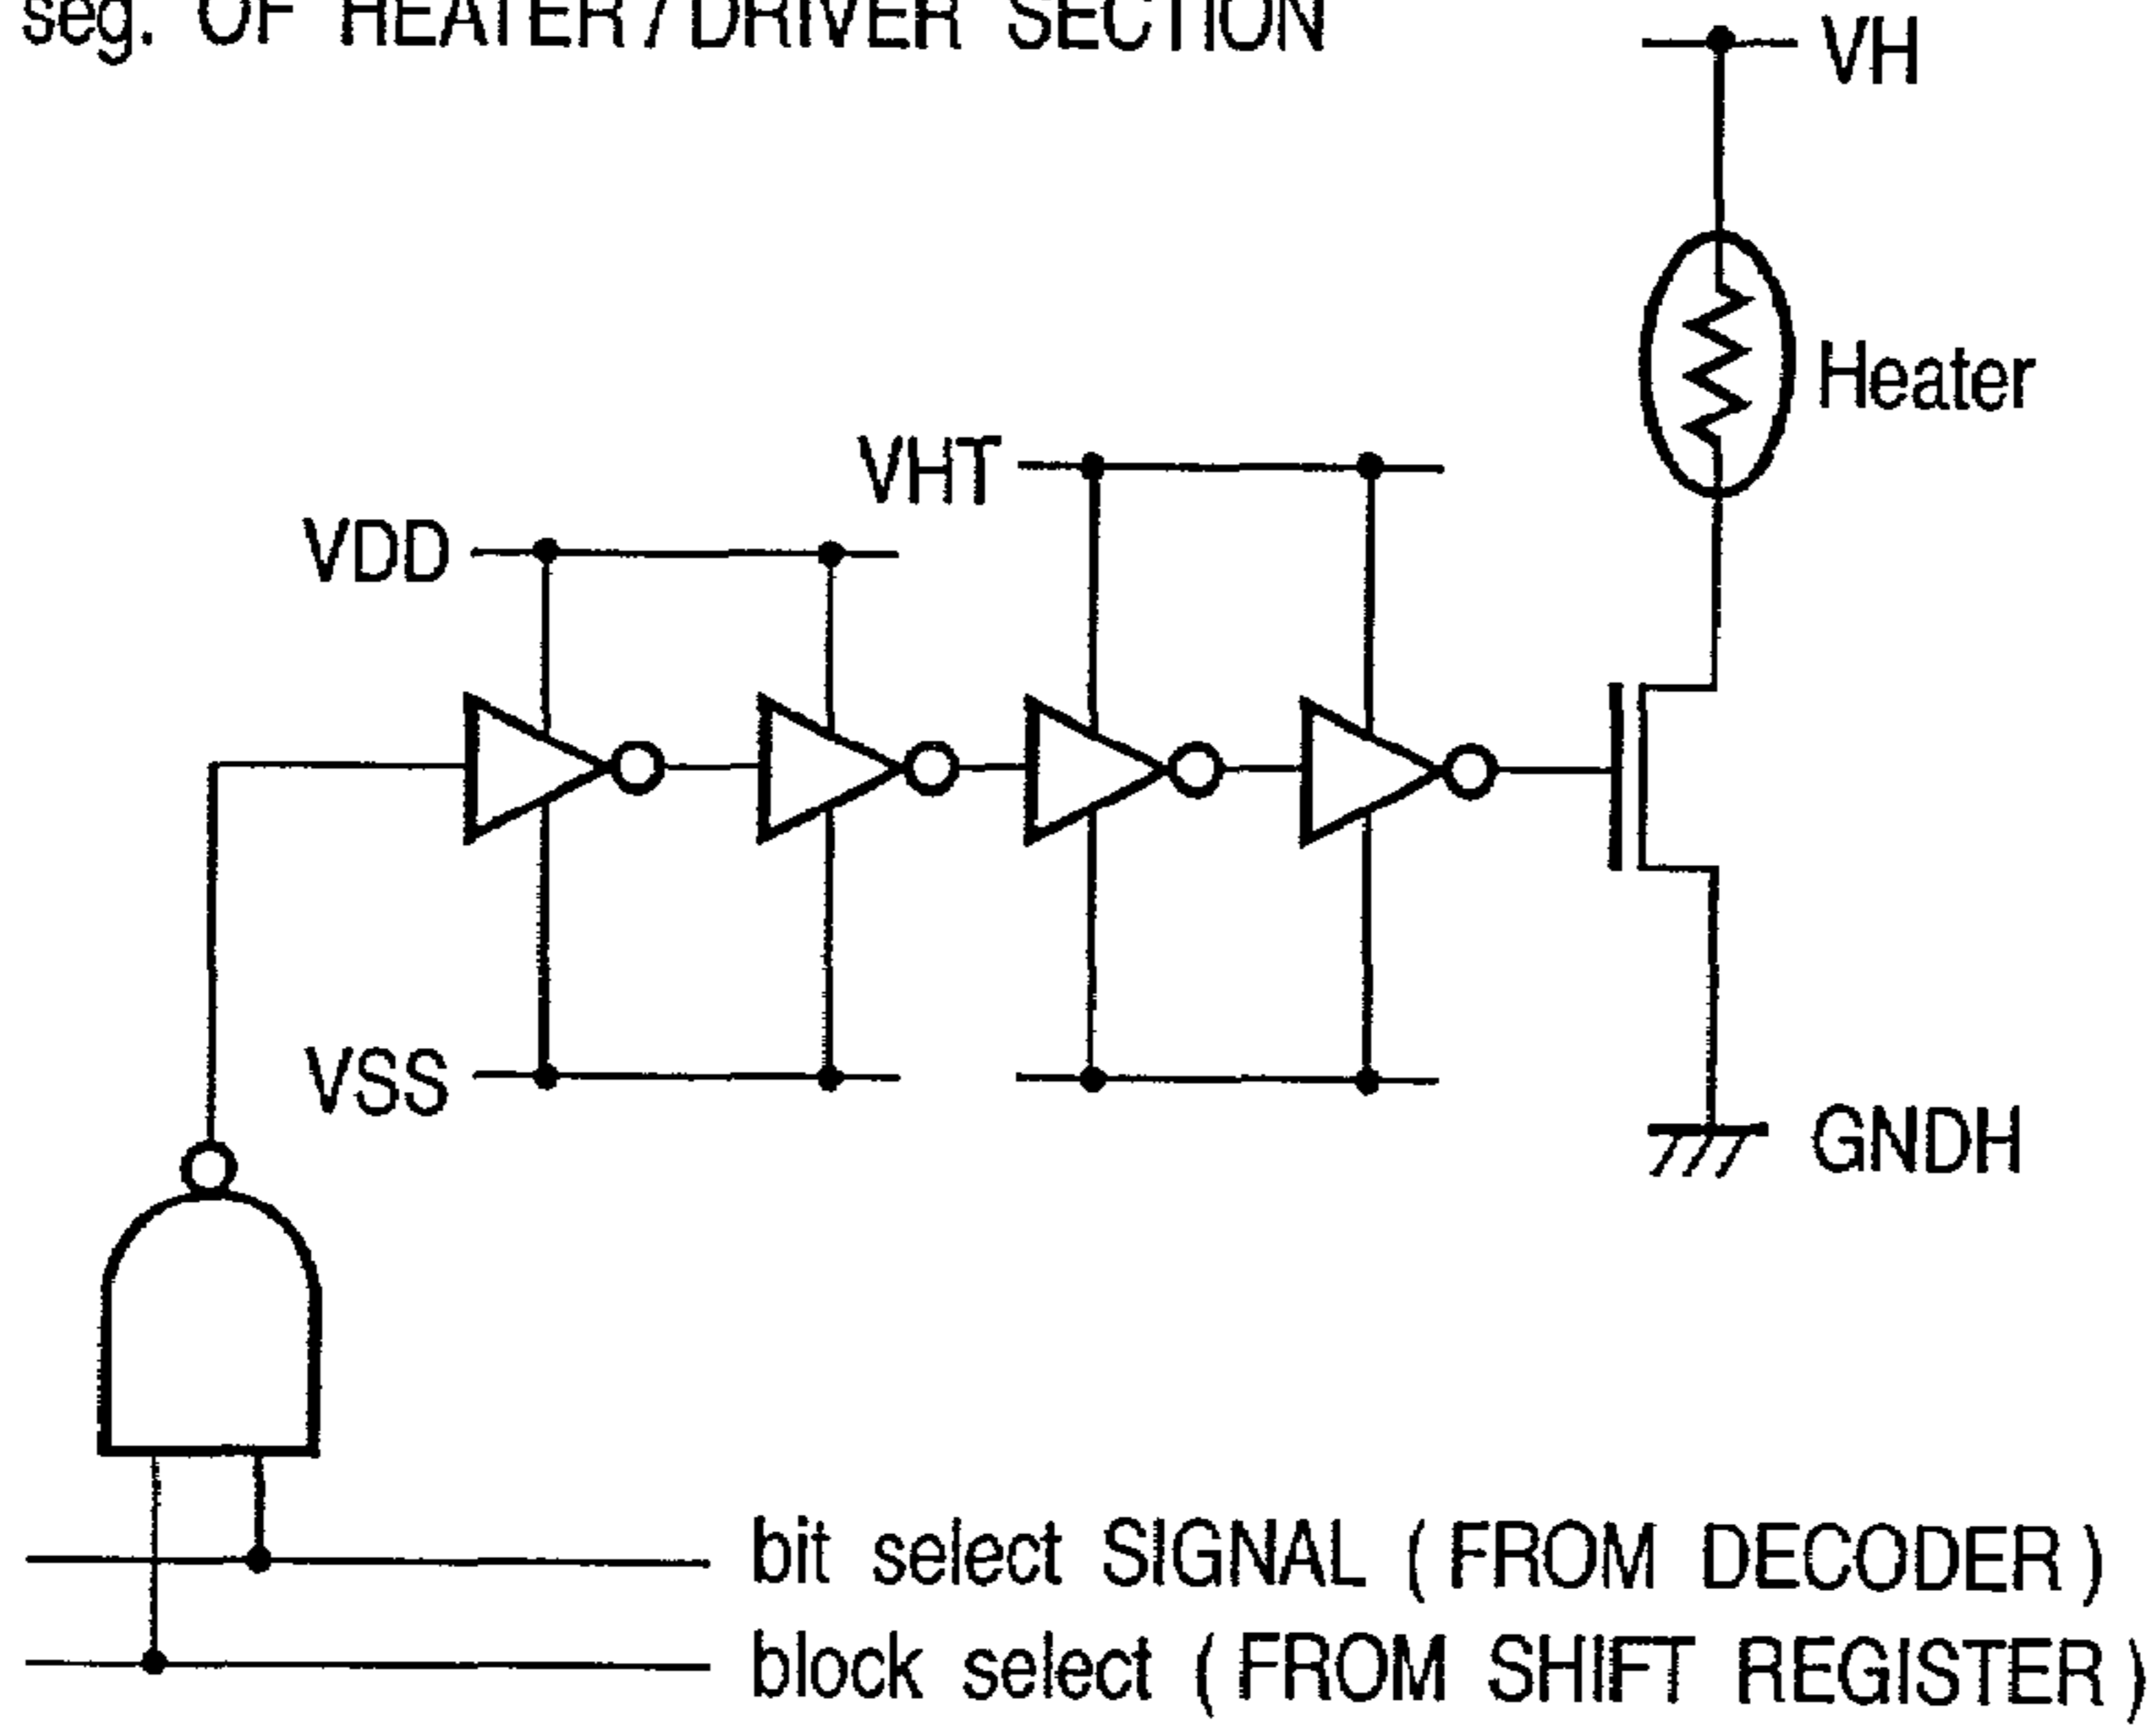 seg. OF HEATER/DRIVER SECTION
VH
Heater
VHT
VDD
VSS
GNDH
bit select SIGNAL (FROM DECODER)
block select (FROM SHIFT REGISTER)